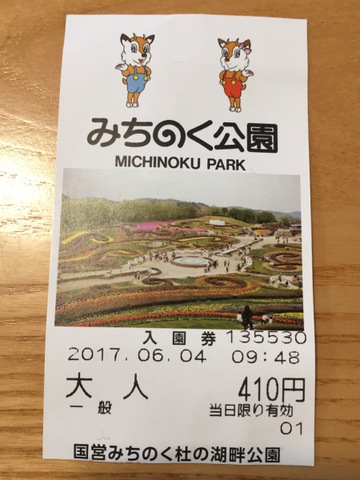 みちのく公園
MICHINOKU PARK
入園券 135530
2017.06.04 09:48
大人 410円
一般 当日限り有効
01
国営みちのく杜の湖畔公園